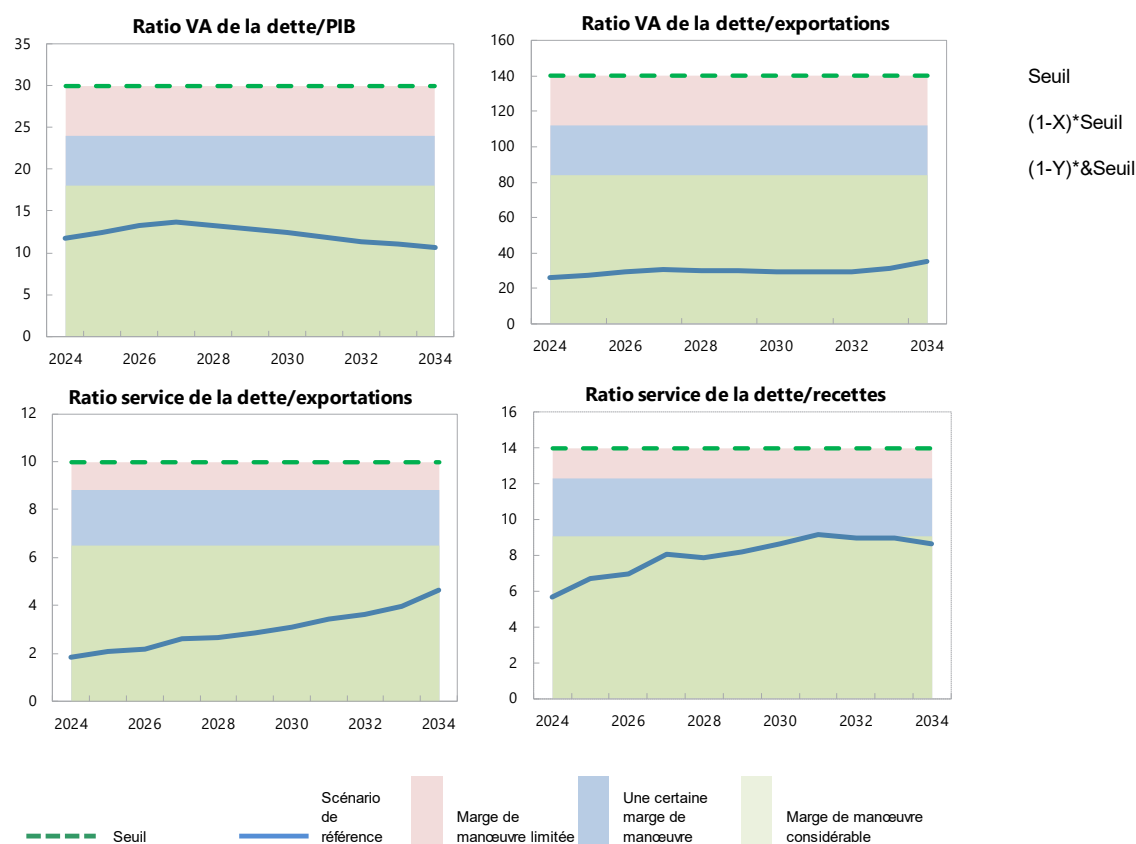 Ratio VA de la dette/PIB
35
30
25
20
15
10
5
0
2024 2026 2028 2030 2032 2034
Ratio VA de la dette/exportations
160
140
120
100
80
60
40
20
0
2024 2026 2028 2030 2032 2034
Seuil
(1-X)*Seuil
(1-Y)*&Seuil
Ratio service de la dette/exportations
12
10
8
6
4
2
0
2024 2026 2028 2030 2032 2034
Ratio service de la dette/recettes
16
14
12
10
8
6
4
2
0
2024 2026 2028 2030 2032 2034
Seuil
Scénario
de
référence
Marge de
manœuvre limitée
Une certaine
marge de
manœuvre
Marge de manœuvre
considérable